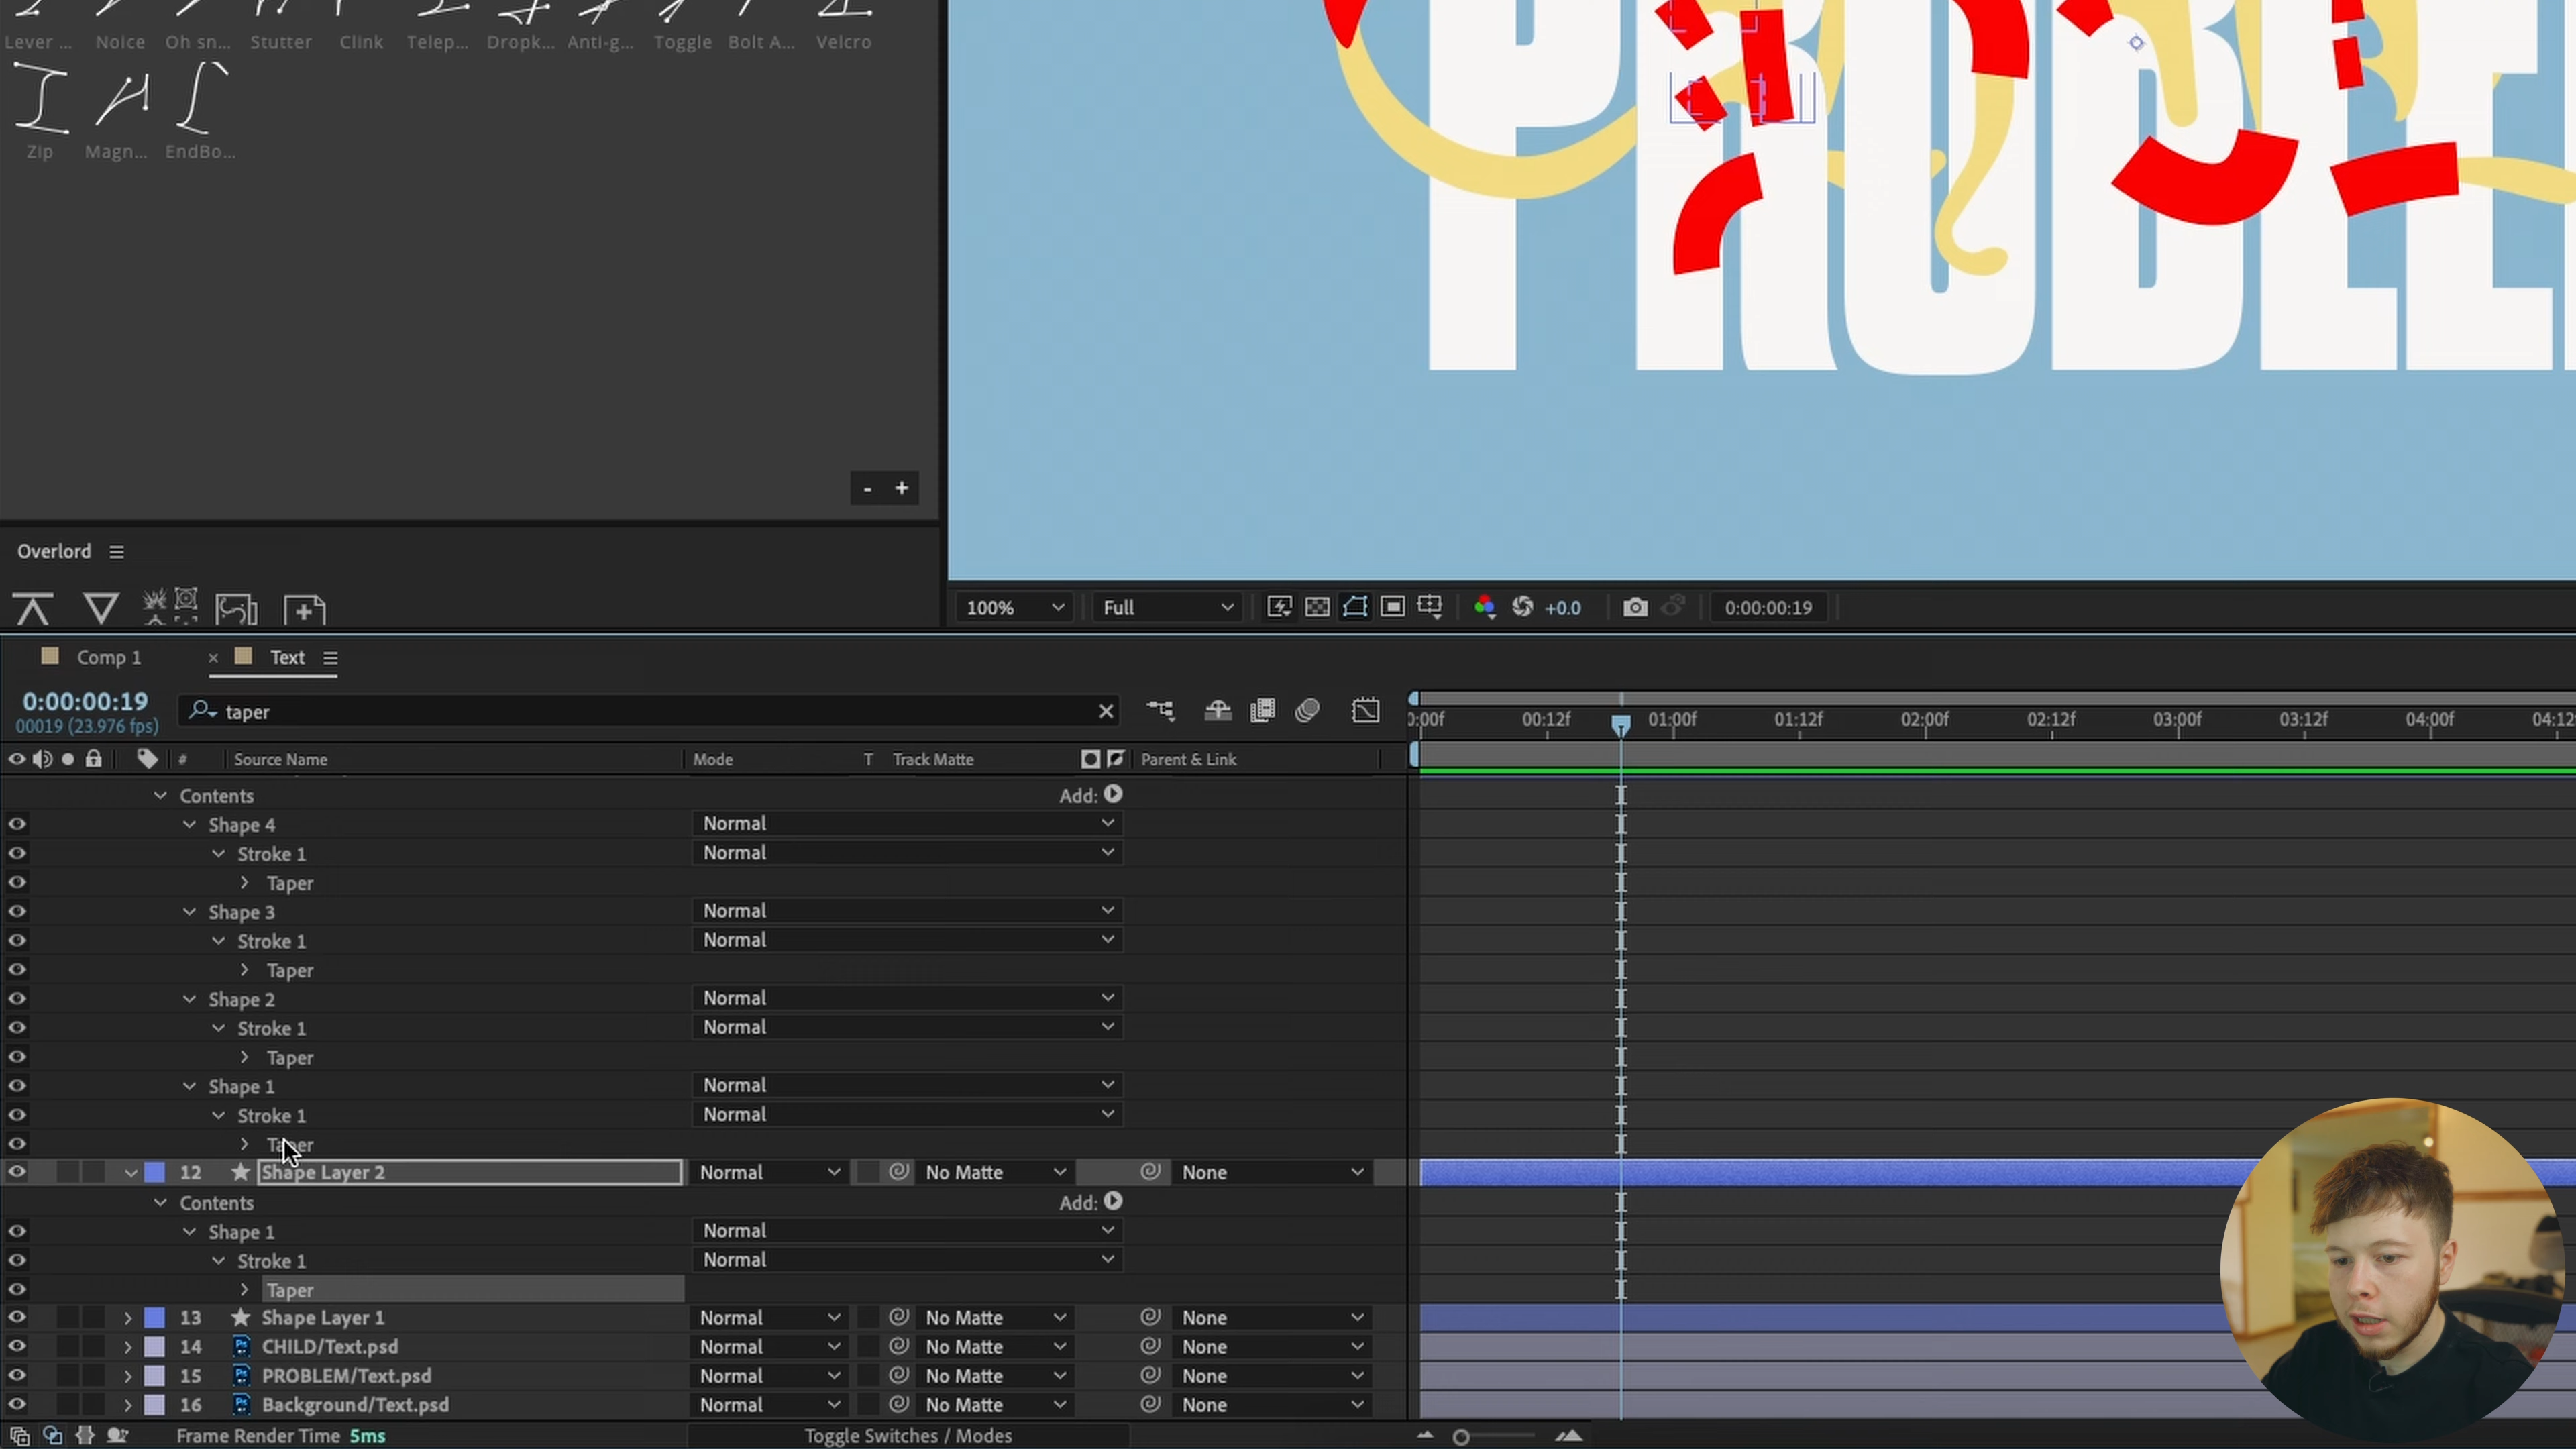 Lever ... Noice Oh sn... Stutter Clink Telep... Dropk... Anti-g... Toggle Bolt A... Velcro
Zip Magn... EndBo...
- +
PROBLE
Overlord
100% Full +0.0 0:00:00:19
Comp 1 × Text
0:00:00:19
00019 (23.976 fps)
taper
0:00f 00:12f 01:00f 01:12f 02:00f 02:12f 03:00f 03:12f 04:00f 04:12
# Source Name Mode T Track Matte Parent & Link
Contents Add:
Shape 4 Normal
Stroke 1 Normal
Taper
Shape 3 Normal
Stroke 1 Normal
Taper
Shape 2 Normal
Stroke 1 Normal
Taper
Shape 1 Normal
Stroke 1 Normal
Taper
12 Shape Layer 2 Normal No Matte None
Contents Add:
Shape 1 Normal
Stroke 1 Normal
Taper
13 Shape Layer 1 Normal No Matte None
14 CHILD/Text.psd Normal No Matte None
15 PROBLEM/Text.psd Normal No Matte None
16 Background/Text.psd Normal No Matte None
Frame Render Time 5ms Toggle Switches / Modes